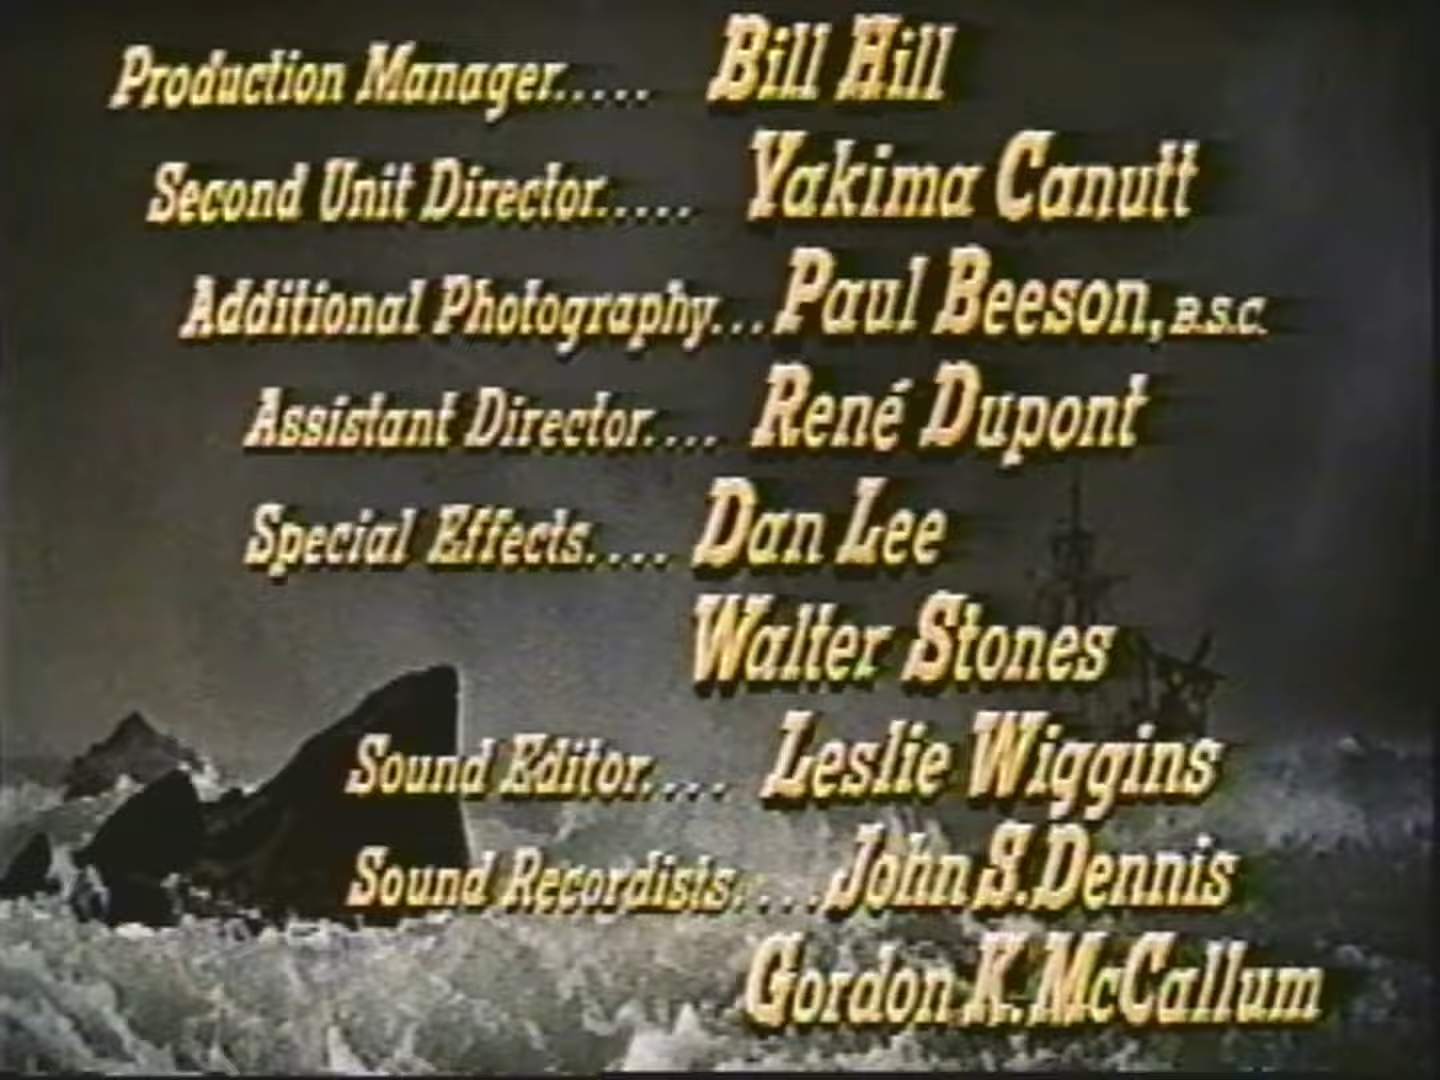 Production Manager..... Bill Hill
Second Unit Director..... Yakima Canutt
Additional Photography...Paul Beeson, B.S.C.
Assistant Director.... René Dupont
Special Effects.... Dan Lee
Walter Stones
Sound Editor.... Leslie Wiggins
Sound Recordists....John S. Dennis
Gordon K. McCallum